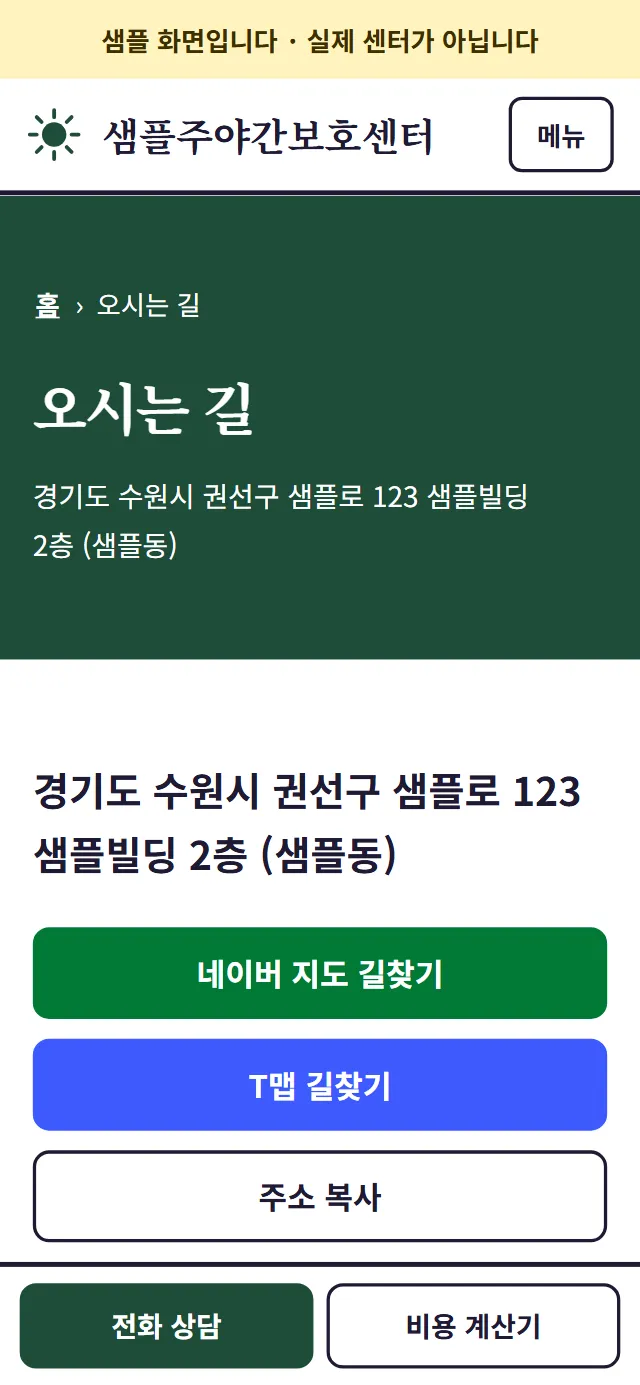 샘플 화면입니다 · 실제 센터가 아닙니다
샘플주야간보호센터
메뉴
홈 › 오시는 길
오시는 길
경기도 수원시 권선구 샘플로 123 샘플빌딩
2층 (샘플동)
경기도 수원시 권선구 샘플로 123
샘플빌딩 2층 (샘플동)
네이버 지도 길찾기
T맵 길찾기
주소 복사
전화 상담
비용 계산기